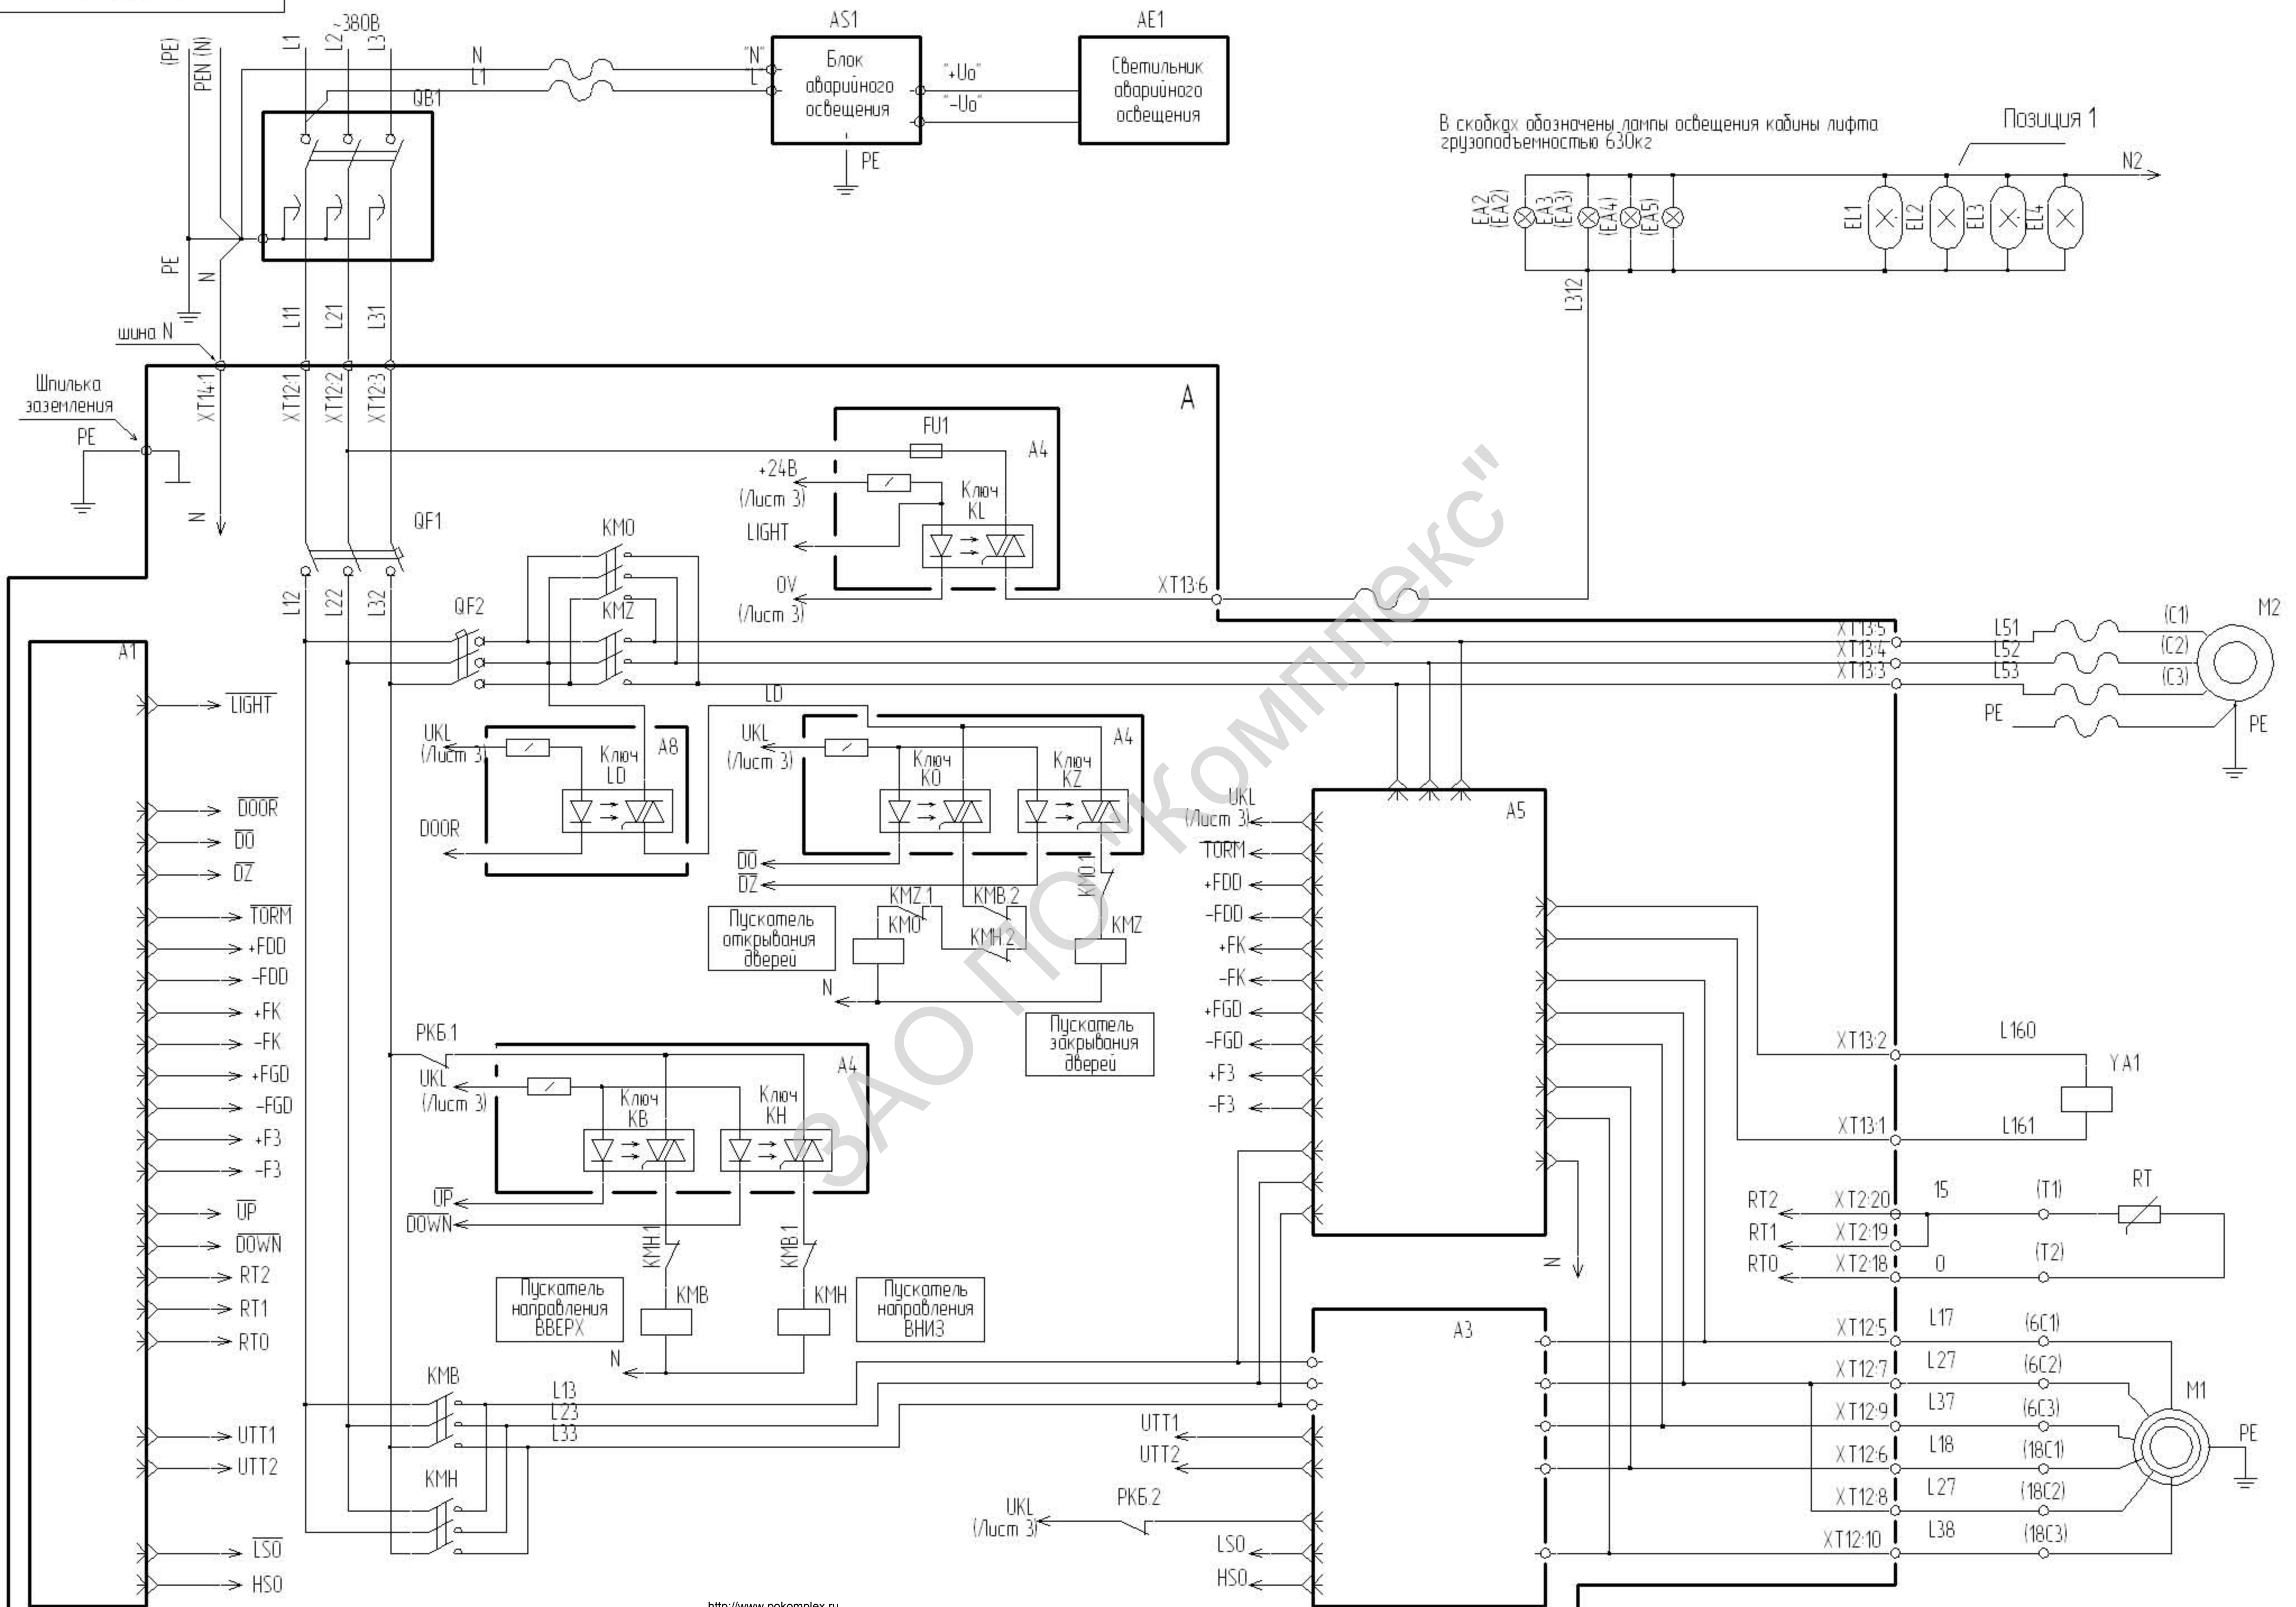 ~380В
L1
L2
L3
(PE)
PEN (N)
N
L1
QB1
"N"
"L"
AS1
Блок
аварийного
освещения
PE
"+Uo"
"-Uo"
AE1
Светильник
аварийного
освещения
В скобках обозначены лампы освещения кабины лифта
грузоподъемностью 630кг
Позиция 1
N2
EA2
(EA2)
EA3
(EA3)
(EA4)
(EA5)
EL1
EL2
EL3
EL4
L312
PE
N
L11
L21
L31
шина N
Шпилька
заземления
PE
XT14:1
XT12:1
XT12:2
XT12:3
N
A
FU1
A4
+24В
(Лист 3)
Ключ
KL
LIGHT
0V
(Лист 3)
XT13:6
QF1
L12
L22
L32
QF2
KMO
KMZ
XT13:5
XT13:4
XT13:3
L51
L52
L53
(C1)
(C2)
(C3)
M2
PE
PE
LD
A1
LIGHT
DOOR
DO
DZ
TORM
+FDD
-FDD
+FK
-FK
+FGD
-FGD
+F3
-F3
UP
DOWN
RT2
RT1
RT0
UTT1
UTT2
LSO
HSO
UKL
(Лист 3)
Ключ
LD
A8
DOOR
UKL
(Лист 3)
Ключ
KO
Ключ
KZ
A4
DO
DZ
KMO.1
KMZ.1
KMO
KMB.2
KMH.2
KMZ
Пускатель
открывания
дверей
N
Пускатель
закрывания
дверей
РКБ.1
UKL
(Лист 3)
Ключ
KB
Ключ
KH
A4
UP
DOWN
KMH.1
KMB.1
Пускатель
направления
ВВЕРХ
KMB
KMH
Пускатель
направления
ВНИЗ
N
KMB
L13
L23
L33
KMH
UKL
(Лист 3)
TORM
+FDD
-FDD
+FK
-FK
+FGD
-FGD
+F3
-F3
A5
N
XT13:2
L160
YA1
XT13:1
L161
RT2
XT2:20
15
(T1)
RT
RT1
XT2:19
RT0
XT2:18
0
(T2)
A3
UTT1
UTT2
UKL
(Лист 3)
РКБ.2
LSO
HSO
XT12:5
L17
(6C1)
XT12:7
L27
(6C2)
XT12:9
L37
(6C3)
XT12:6
L18
(18C1)
XT12:8
L27
(18C2)
XT12:10
L38
(18C3)
M1
PE
ЗАО ПО "Комплекс"
http://www.pokomplex.ru